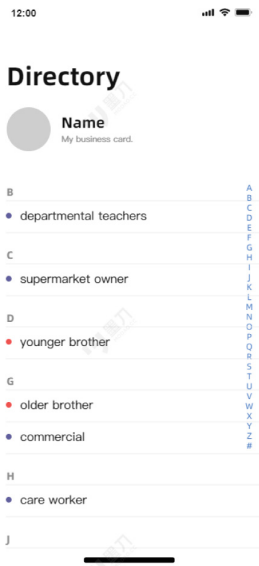 12:00
Directory
Name
My business card.
B
departmental teachers
C
supermarket owner
D
younger brother
G
older brother
commercial
H
care worker
J
A
B
C
D
E
F
G
H
I
J
K
L
M
N
O
P
Q
R
S
T
U
V
W
X
Y
Z
#